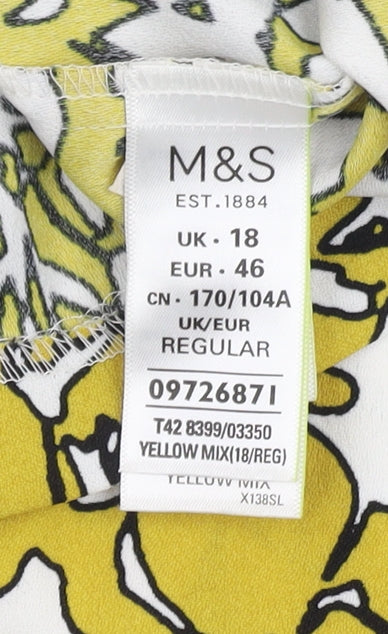 M&S
EST.1884
UK · 18
EUR · 46
CN · 170/104A
UK/EUR
REGULAR
09726871
T42 8399/03350
YELLOW MIX(18/REG)
YELLOW MIX
X138SL